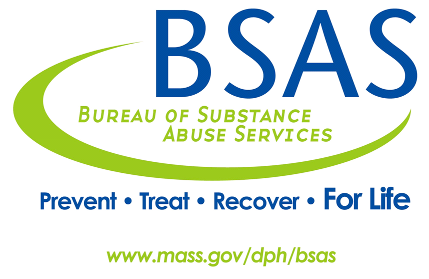 BSAS
BUREAU OF SUBSTANCE
ABUSE SERVICES
Prevent • Treat • Recover • For Life
www.mass.gov/dph/bsas